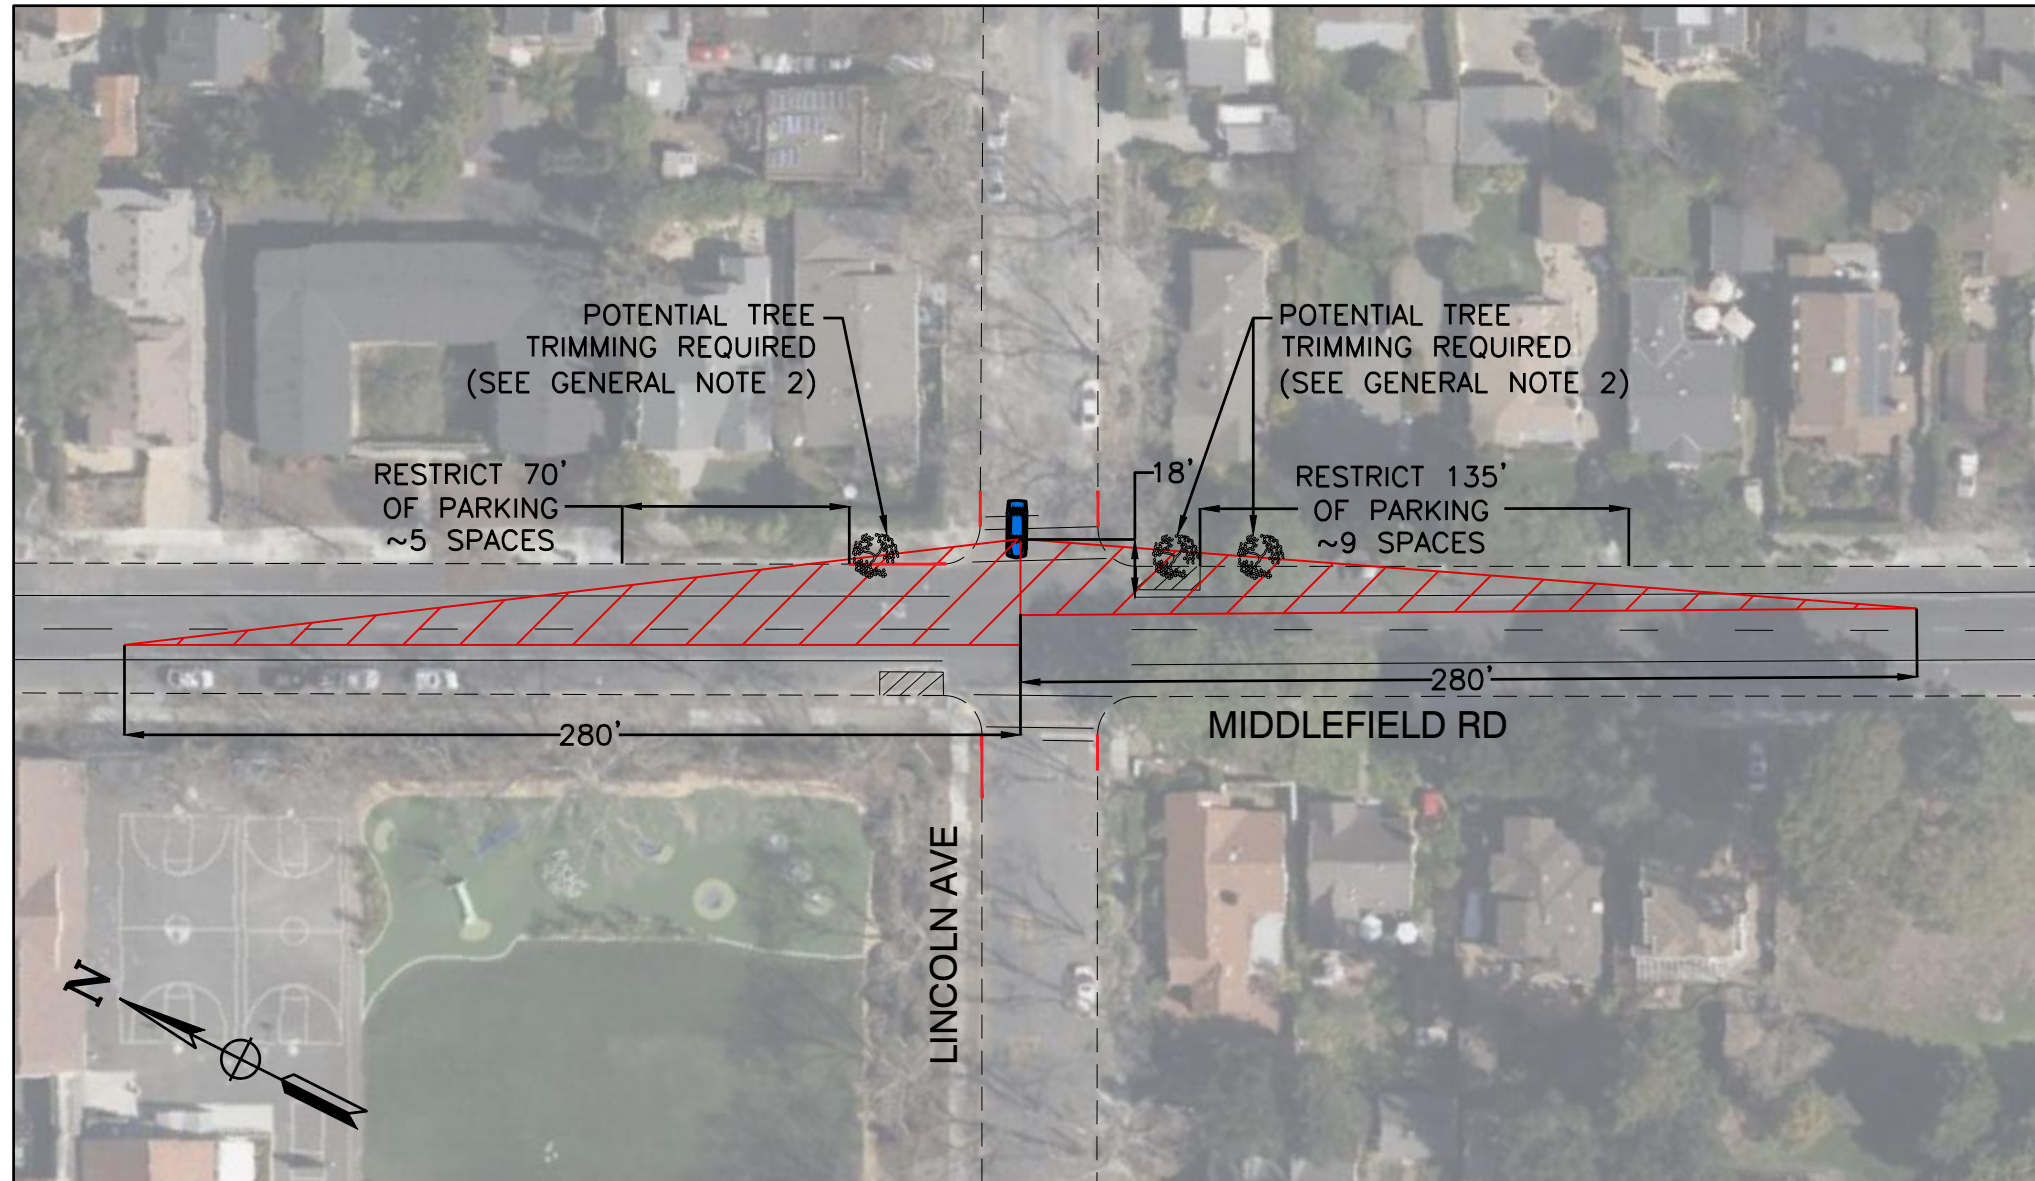 POTENTIAL TREE
TRIMMING REQUIRED
(SEE GENERAL NOTE 2)
POTENTIAL TREE
TRIMMING REQUIRED
(SEE GENERAL NOTE 2)
RESTRICT 70'
OF PARKING
~5 SPACES
18'
RESTRICT 135'
OF PARKING
~9 SPACES
280'
280'
MIDDLEFIELD RD
LINCOLN AVE
N